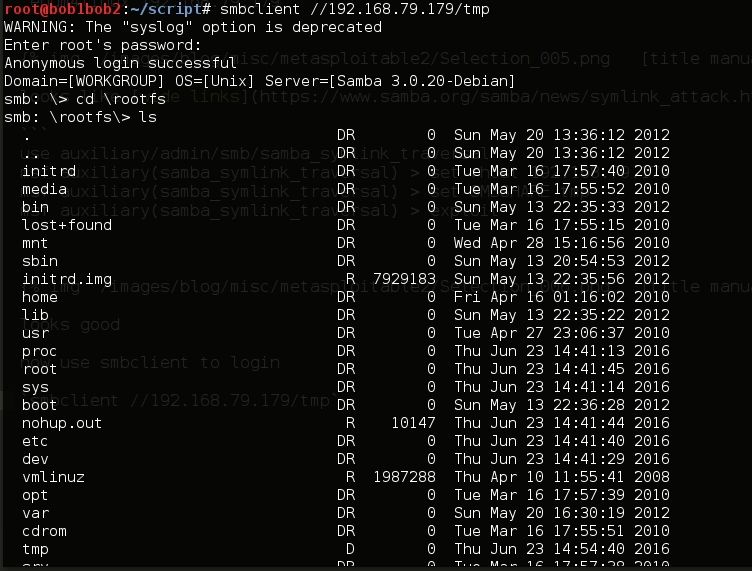 root@bob1bob2:~/script# smbclient //192.168.79.179/tmp
WARNING: The "syslog" option is deprecated
Enter root's password:
Anonymous login successful
Domain=[WORKGROUP] OS=[Unix] Server=[Samba 3.0.20-Debian]
smb: \> cd \rootfs
smb: \rootfs\> ls
. DR 0 Sun May 20 13:36:12 2012
.. DR 0 Sun May 20 13:36:12 2012
initrd DR 0 Tue Mar 16 17:57:40 2010
media DR 0 Tue Mar 16 17:55:52 2010
bin DR 0 Sun May 13 22:35:33 2012
lost+found DR 0 Tue Mar 16 17:55:15 2010
mnt DR 0 Wed Apr 28 15:16:56 2010
sbin DR 0 Sun May 13 20:54:53 2012
initrd.img R 7929183 Sun May 13 22:35:56 2012
home DR 0 Fri Apr 16 01:16:02 2010
lib DR 0 Sun May 13 22:35:22 2012
usr DR 0 Tue Apr 27 23:06:37 2010
proc DR 0 Thu Jun 23 14:41:13 2016
root DR 0 Thu Jun 23 14:41:45 2016
sys DR 0 Thu Jun 23 14:41:14 2016
boot DR 0 Sun May 13 22:36:28 2012
nohup.out R 10147 Thu Jun 23 14:41:44 2016
etc DR 0 Thu Jun 23 14:41:40 2016
dev DR 0 Thu Jun 23 14:41:29 2016
vmlinuz R 1987288 Thu Apr 10 11:55:41 2008
opt DR 0 Tue Mar 16 17:57:39 2010
var DR 0 Sun May 20 16:30:19 2012
cdrom DR 0 Tue Mar 16 17:55:51 2010
tmp D 0 Thu Jun 23 14:54:40 2016